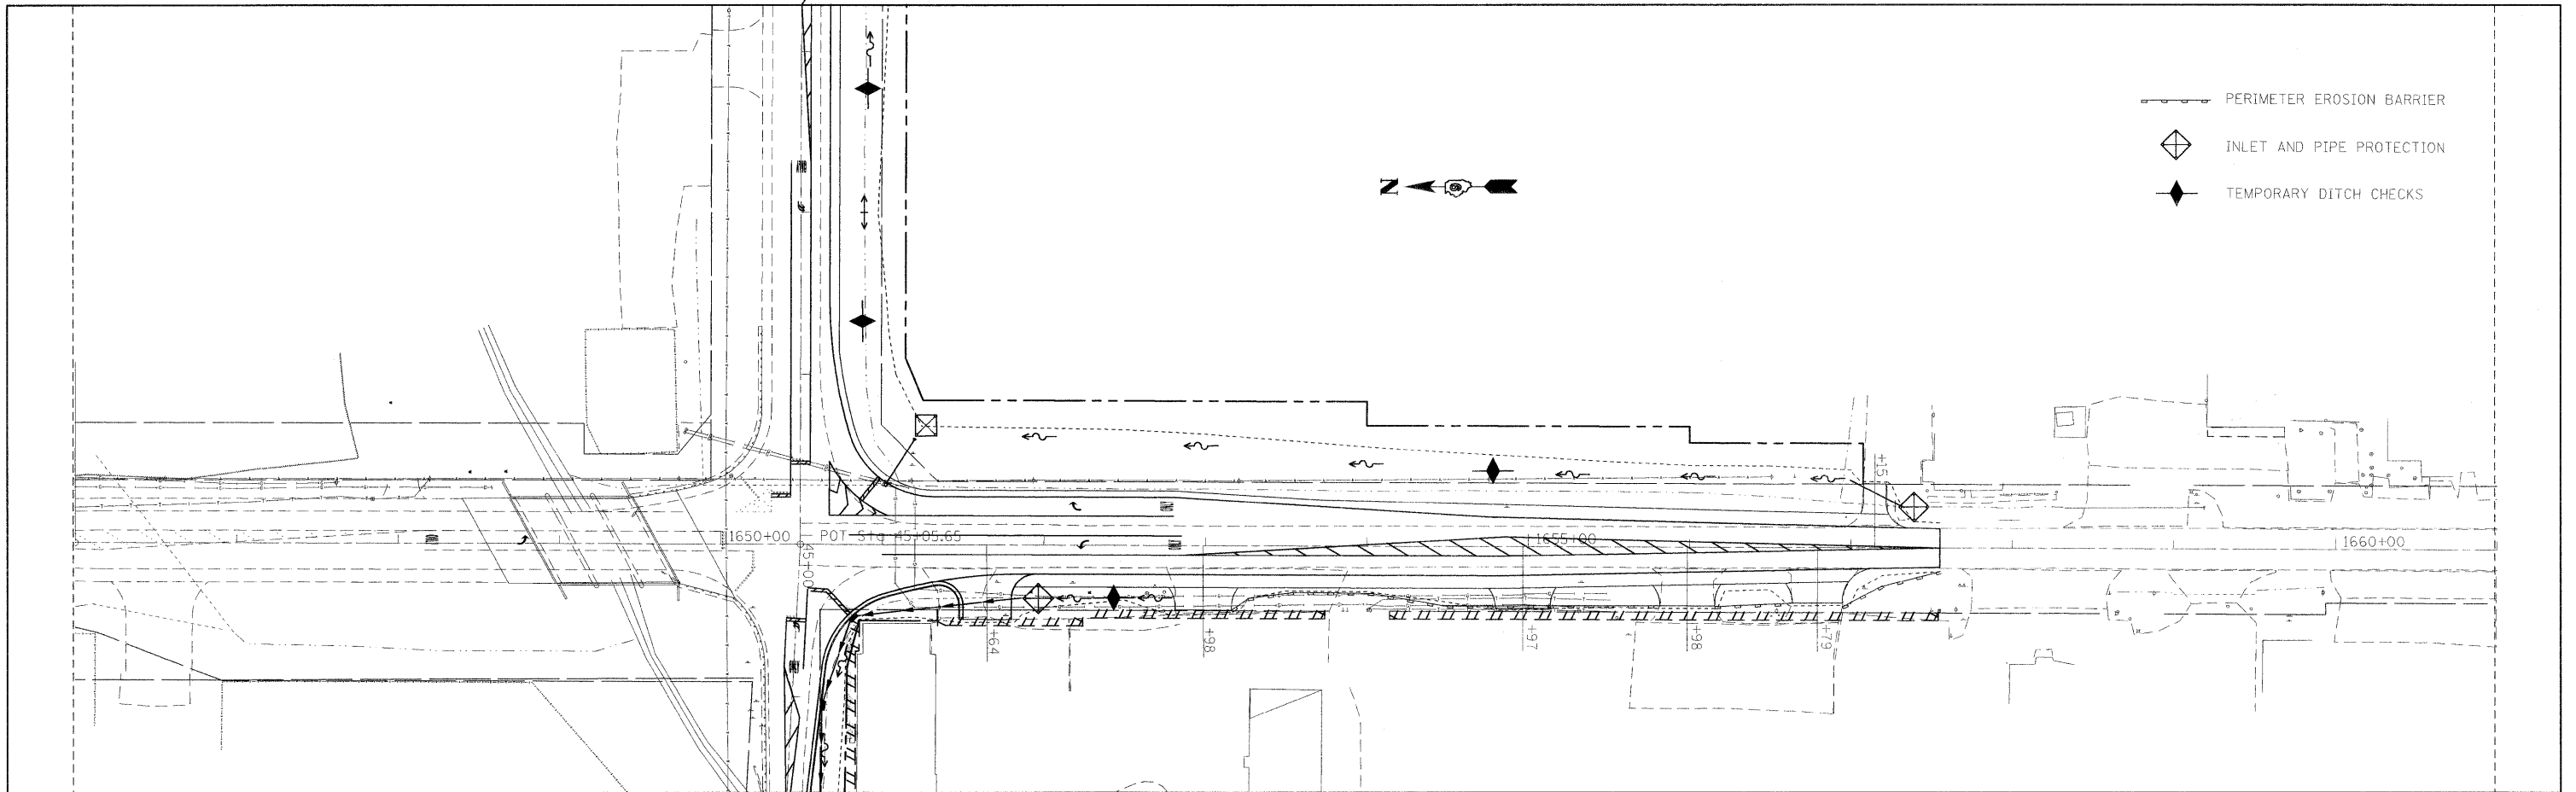 PERIMETER EROSION BARRIER
INLET AND PIPE PROTECTION
TEMPORARY DITCH CHECKS
N
+15
1650+00
POT Sta 45+05.65
1655+00
1660+00
45+00
+64
+98
+97
+98
+79